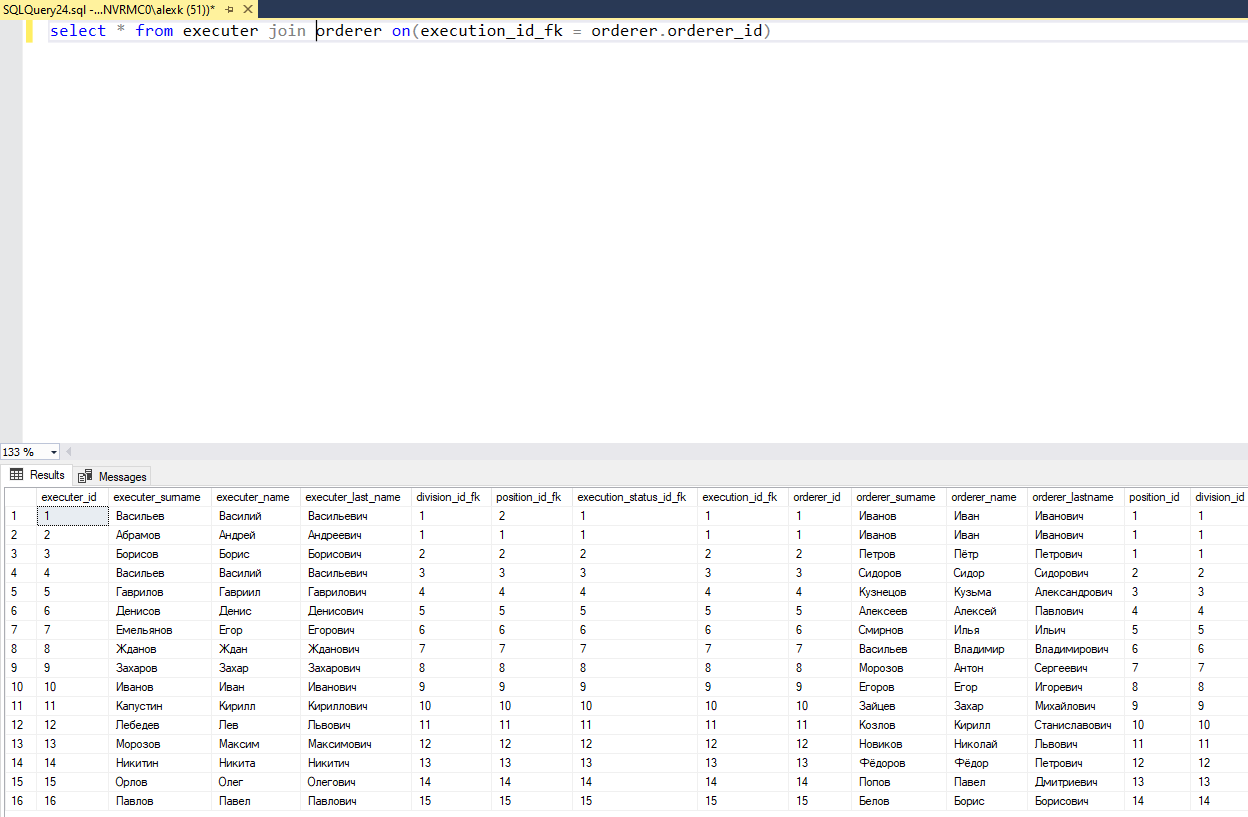 SQLQuery24.sql -...NVRMC0\alexk (51))*
select * from executer join orderer on(execution_id_fk = orderer.orderer_id)
133 %
Results Messages
executer_id executer_surname executer_name executer_last_name division_id_fk position_id_fk execution_status_id_fk execution_id_fk orderer_id orderer_surname orderer_name orderer_lastname position_id division_id
1 1 Васильев Василий Васильевич 1 2 1 1 1 Иванов Иван Иванович 1 1
2 2 Абрамов Андрей Андреевич 1 1 1 1 1 Иванов Иван Иванович 1 1
3 3 Борисов Борис Борисович 2 2 2 2 2 Петров Пётр Петрович 1 1
4 4 Васильев Василий Васильевич 3 3 3 3 3 Сидоров Сидор Сидорович 2 2
5 5 Гаврилов Гавриил Гаврилович 4 4 4 4 4 Кузнецов Кузьма Александрович 3 3
6 6 Денисов Денис Денисович 5 5 5 5 5 Алексеев Алексей Павлович 4 4
7 7 Емельянов Егор Егорович 6 6 6 6 6 Смирнов Илья Ильич 5 5
8 8 Жданов Ждан Жданович 7 7 7 7 7 Васильев Владимир Владимирович 6 6
9 9 Захаров Захар Захарович 8 8 8 8 8 Морозов Антон Сергеевич 7 7
10 10 Иванов Иван Иванович 9 9 9 9 9 Егоров Егор Игоревич 8 8
11 11 Капустин Кирилл Кириллович 10 10 10 10 10 Зайцев Захар Михайлович 9 9
12 12 Лебедев Лев Львович 11 11 11 11 11 Козлов Кирилл Станиславович 10 10
13 13 Морозов Максим Максимович 12 12 12 12 12 Новиков Николай Львович 11 11
14 14 Никитин Никита Никитич 13 13 13 13 13 Фёдоров Фёдор Петрович 12 12
15 15 Орлов Олег Олегович 14 14 14 14 14 Попов Павел Дмитриевич 13 13
16 16 Павлов Павел Павлович 15 15 15 15 15 Белов Борис Борисович 14 14